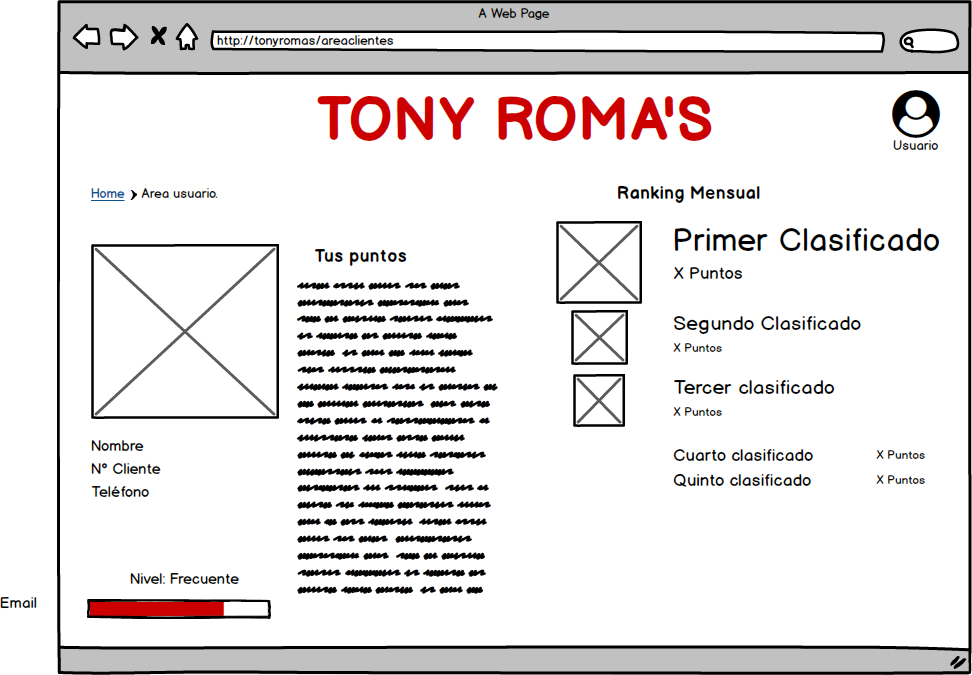 A Web Page
http://tonyromas/areaclientes
TONY ROMA'S
Usuario
Home > Area usuario.
Tus puntos
Nombre
Nº Cliente
Teléfono
Nivel: Frecuente
Email
Ranking Mensual
Primer Clasificado
X Puntos
Segundo Clasificado
X Puntos
Tercer clasificado
X Puntos
Cuarto clasificado X Puntos
Quinto clasificado X Puntos